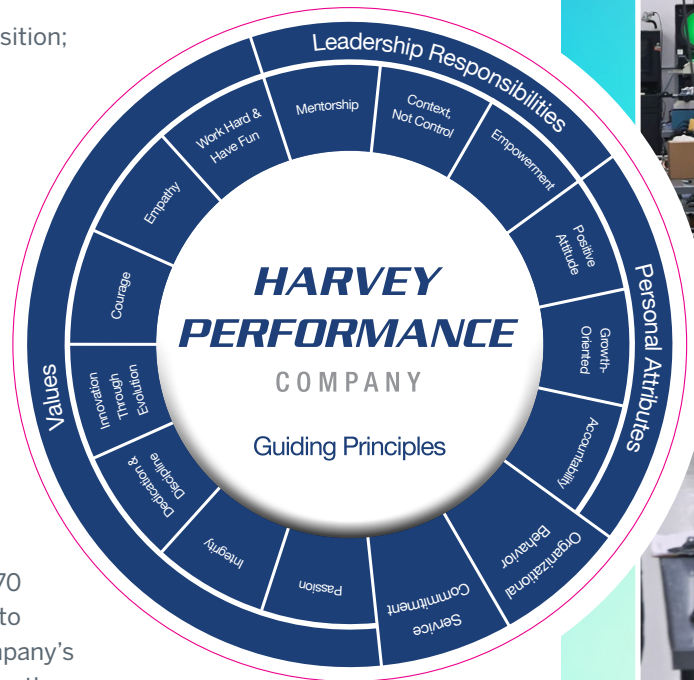 sition;
Leadership Responsibilities
Mentorship
Context,
Not Control
Empowerment
Personal Attributes
Positive
Attitude
Growth-
Oriented
Accountability
Organizational
Behavior
Service
Commitment
Values
Passion
Integrity
Dedication &
Discipline
Innovation
Through
Evolution
Courage
Empathy
Work Hard &
Have Fun
HARVEY
PERFORMANCE
COMPANY
Guiding Principles
70
to
mpany's